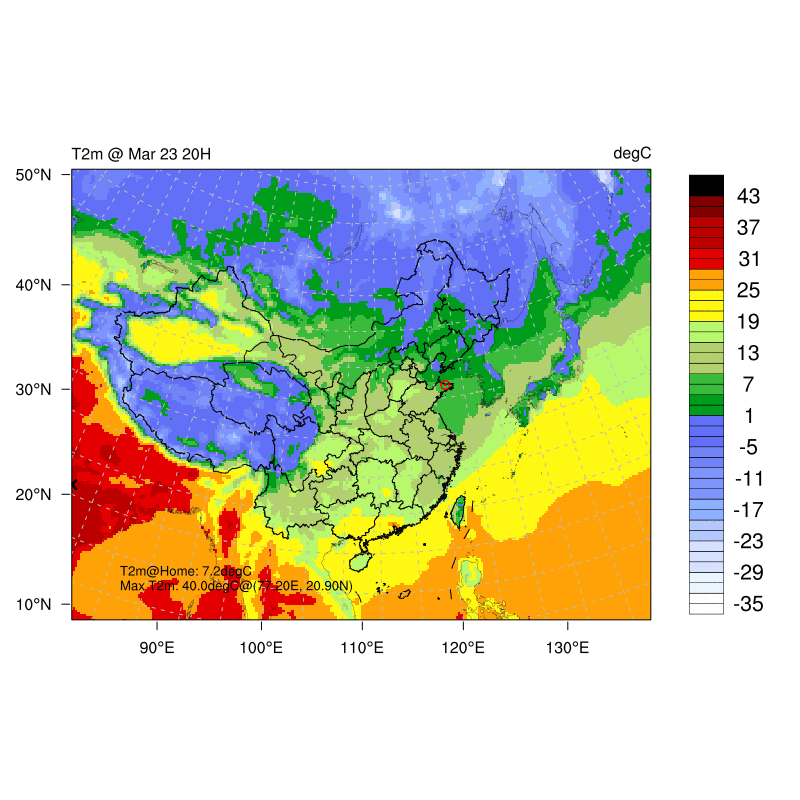 T2m @ Mar 23 20H degC
50°N
40°N
30°N
20°N
10°N
90°E 100°E 110°E 120°E 130°E
T2m@Home: 7.2degC
Max T2m: 40.0degC@(77.20E, 20.90N)
43
37
31
25
19
13
7
1
-5
-11
-17
-23
-29
-35